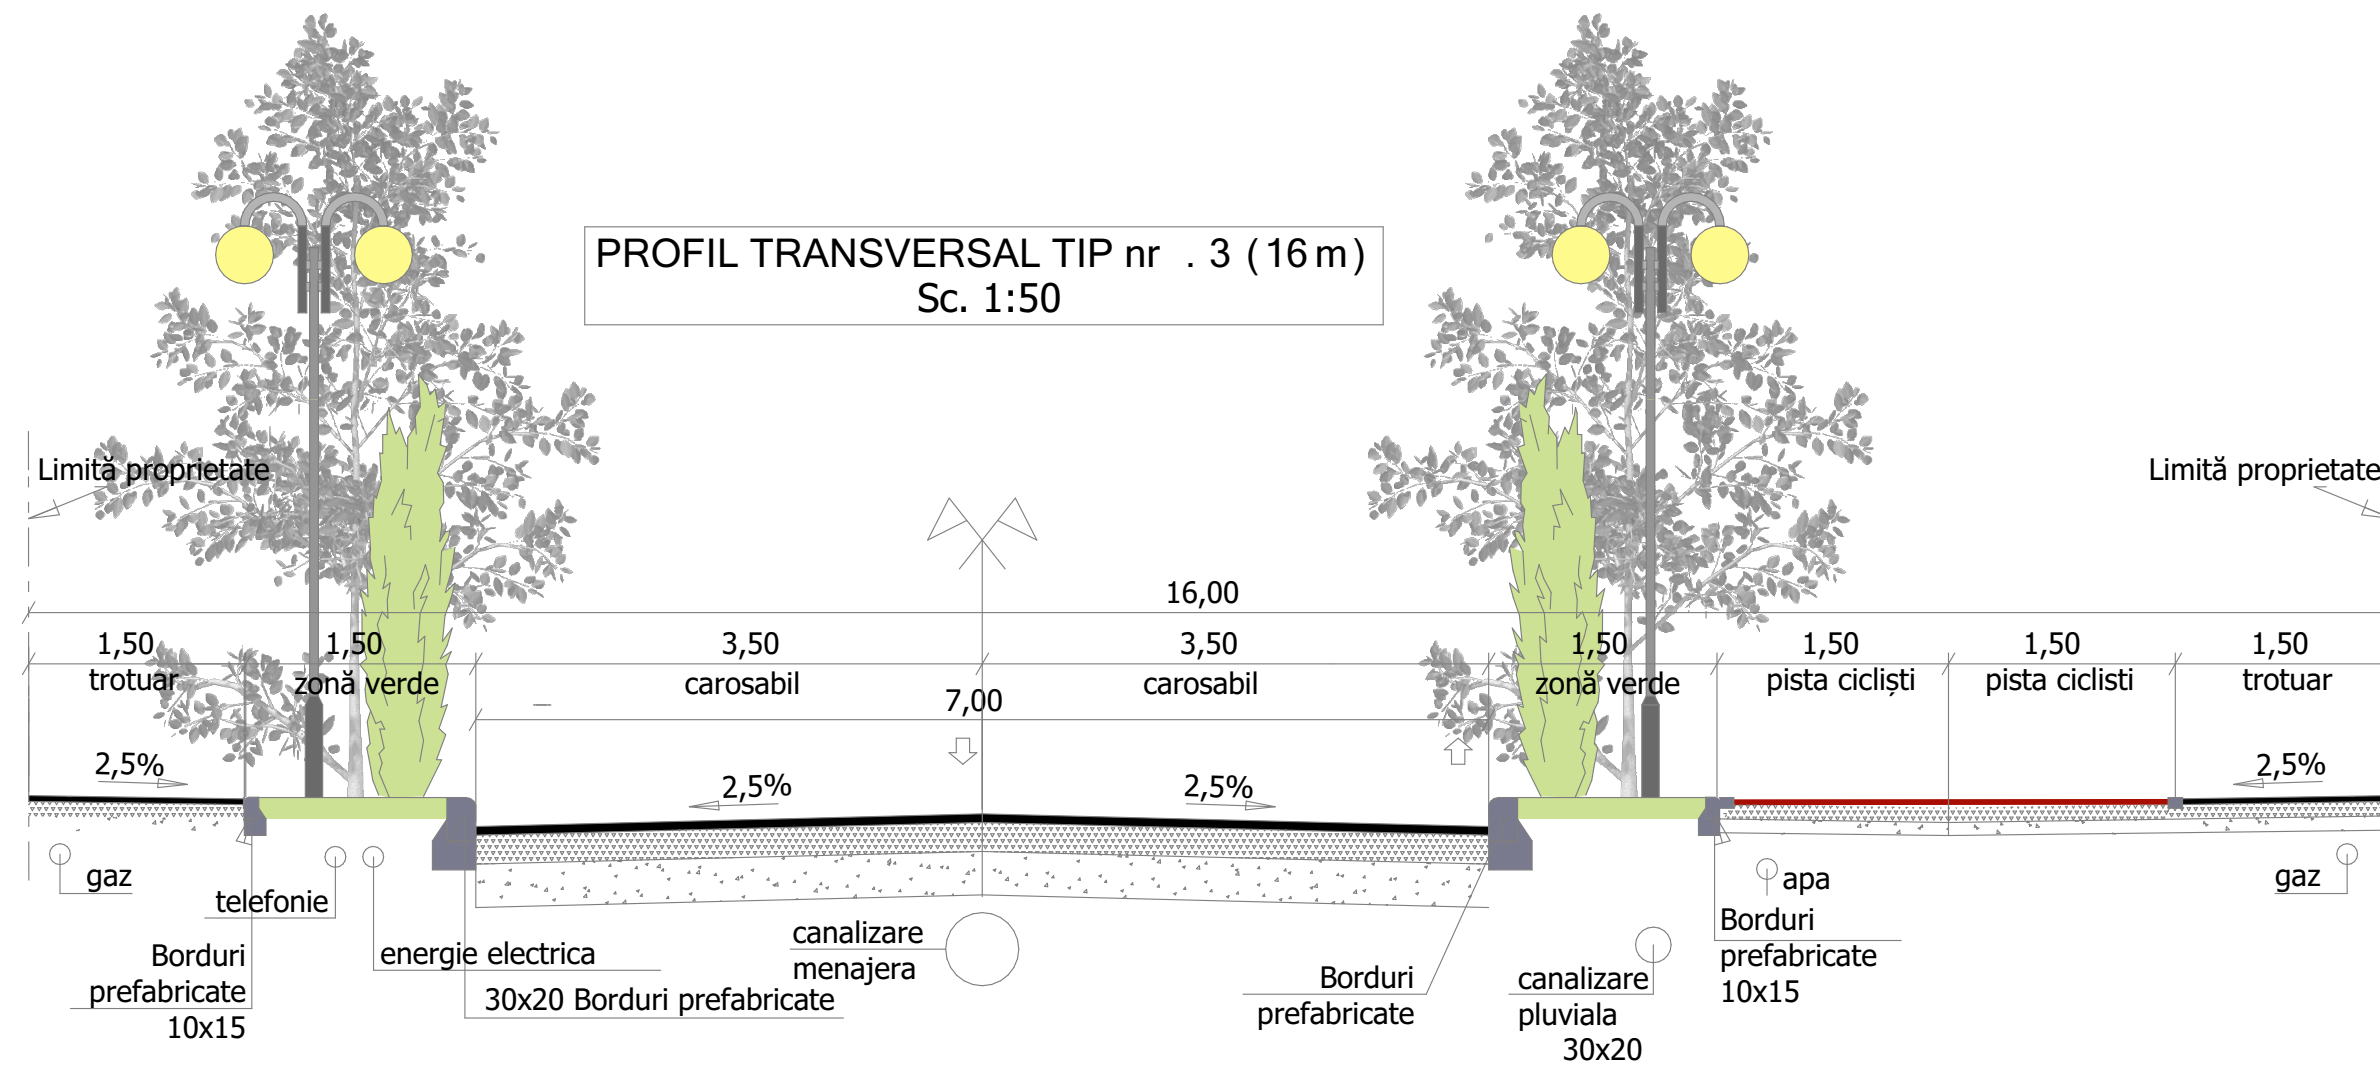 PROFIL TRANSVERSAL TIP nr . 3 (16 m)
Sc. 1:50
Limită proprietate
Limită proprietate
16,00
1,50
1,50
3,50
3,50
1,50
1,50
1,50
1,50
trotuar
zonă verde
carosabil
carosabil
zonă verde
pista cicliști
pista ciclisti
trotuar
7,00
2,5%
2,5%
2,5%
2,5%
gaz
telefonie
apa
gaz
Borduri
prefabricate
10x15
energie electrica
30x20 Borduri prefabricate
canalizare
menajera
Borduri
prefabricate
canalizare
pluviala
30x20
Borduri
prefabricate
10x15